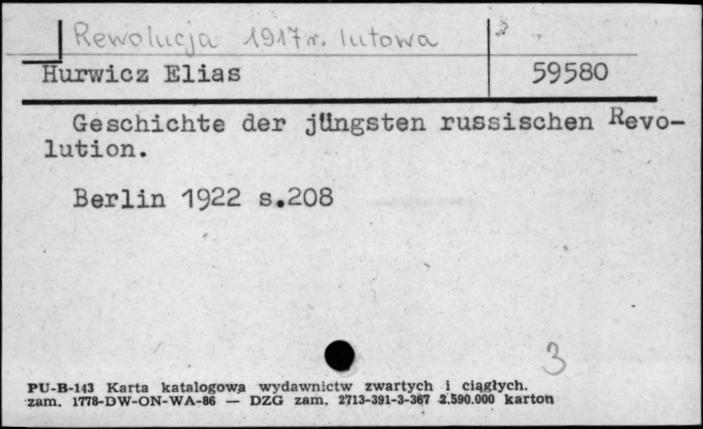 Rewolucja 1917 r. lutowa
Hurwicz Elias
59580
Geschichte der jüngsten russischen Revo-
lution.
Berlin 1922 s.208
3
PU-B-143 Karta katalogowa wydawnictw zwartych i ciągłych.
zam. 1778-DW-ON-WA-86 — DZG zam. 2713-391-3-367 2.590.000 karton